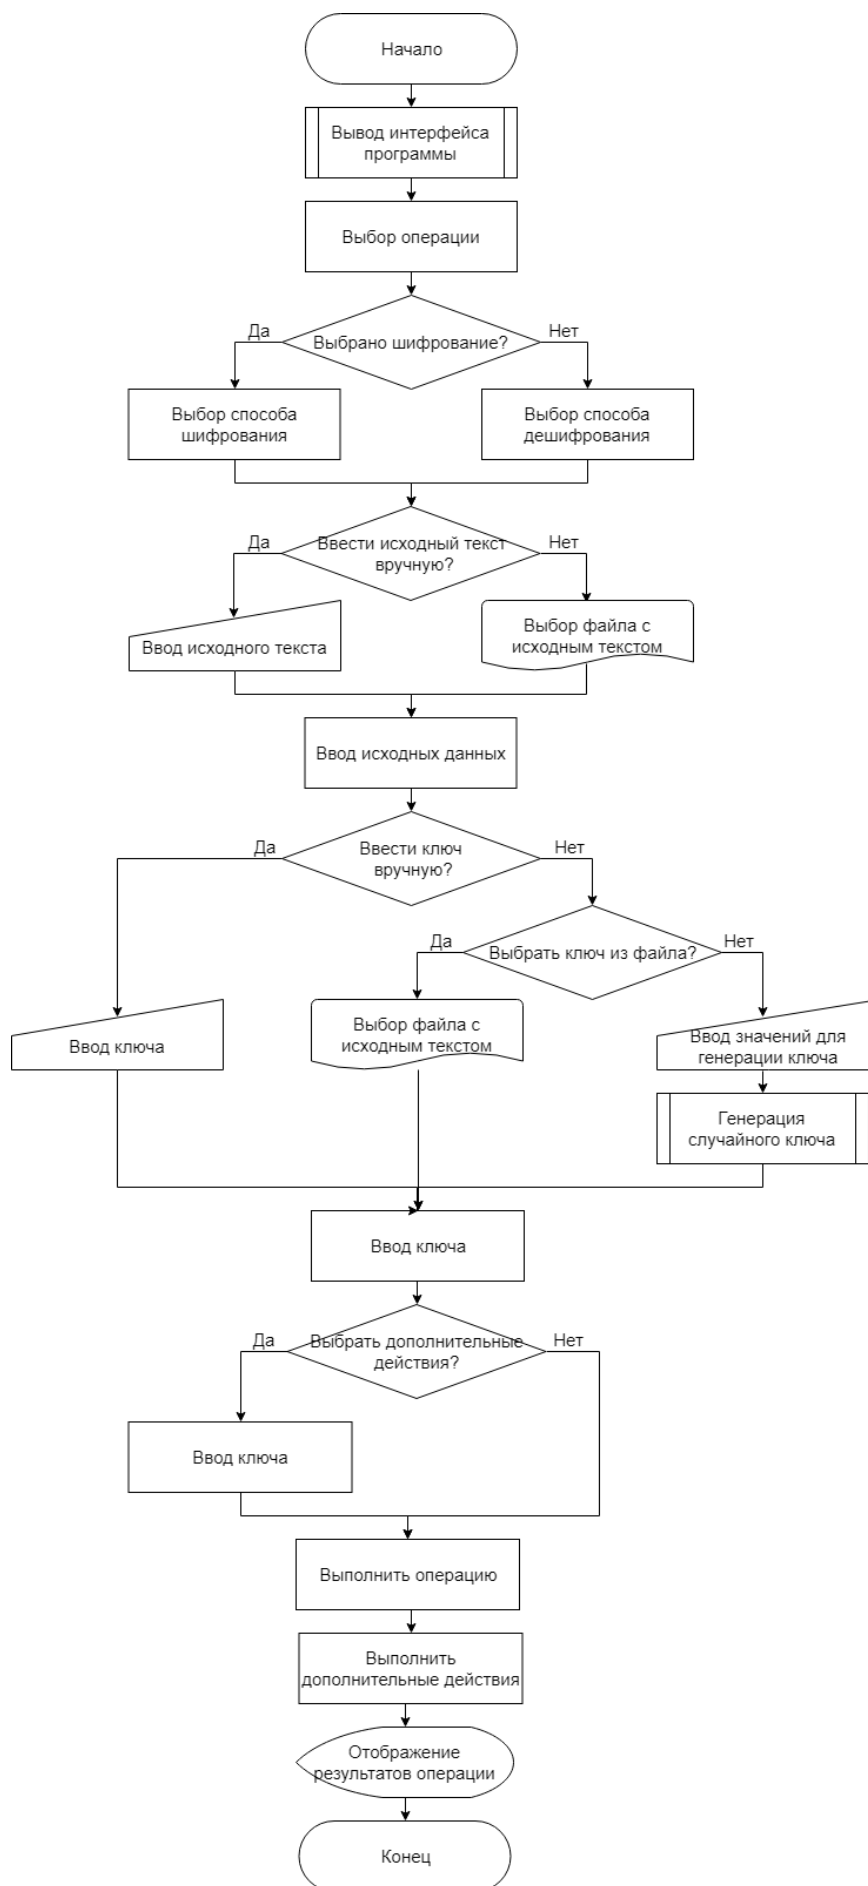 Начало
Вывод интерфейса
программы
Выбор операции
Да
Нет
Выбрано шифрование?
Выбор способа
шифрования
Выбор способа
дешифрования
Да
Нет
Ввести исходный текст
вручную?
Ввод исходного текста
Выбор файла с
исходным текстом
Ввод исходных данных
Да
Нет
Ввести ключ
вручную?
Да
Нет
Выбрать ключ из файла?
Ввод ключа
Выбор файла с
исходным текстом
Ввод значений для
генерации ключа
Генерация
случайного ключа
Ввод ключа
Да
Нет
Выбрать дополнительные
действия?
Ввод ключа
Выполнить операцию
Выполнить
дополнительные действия
Отображение
результатов операции
Конец